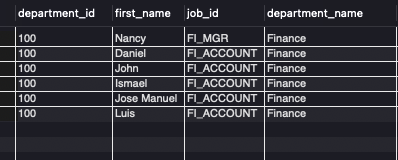 department_id first_name job_id department_name
100 Nancy FI_MGR Finance
100 Daniel FI_ACCOUNT Finance
100 John FI_ACCOUNT Finance
100 Ismael FI_ACCOUNT Finance
100 Jose Manuel FI_ACCOUNT Finance
100 Luis FI_ACCOUNT Finance